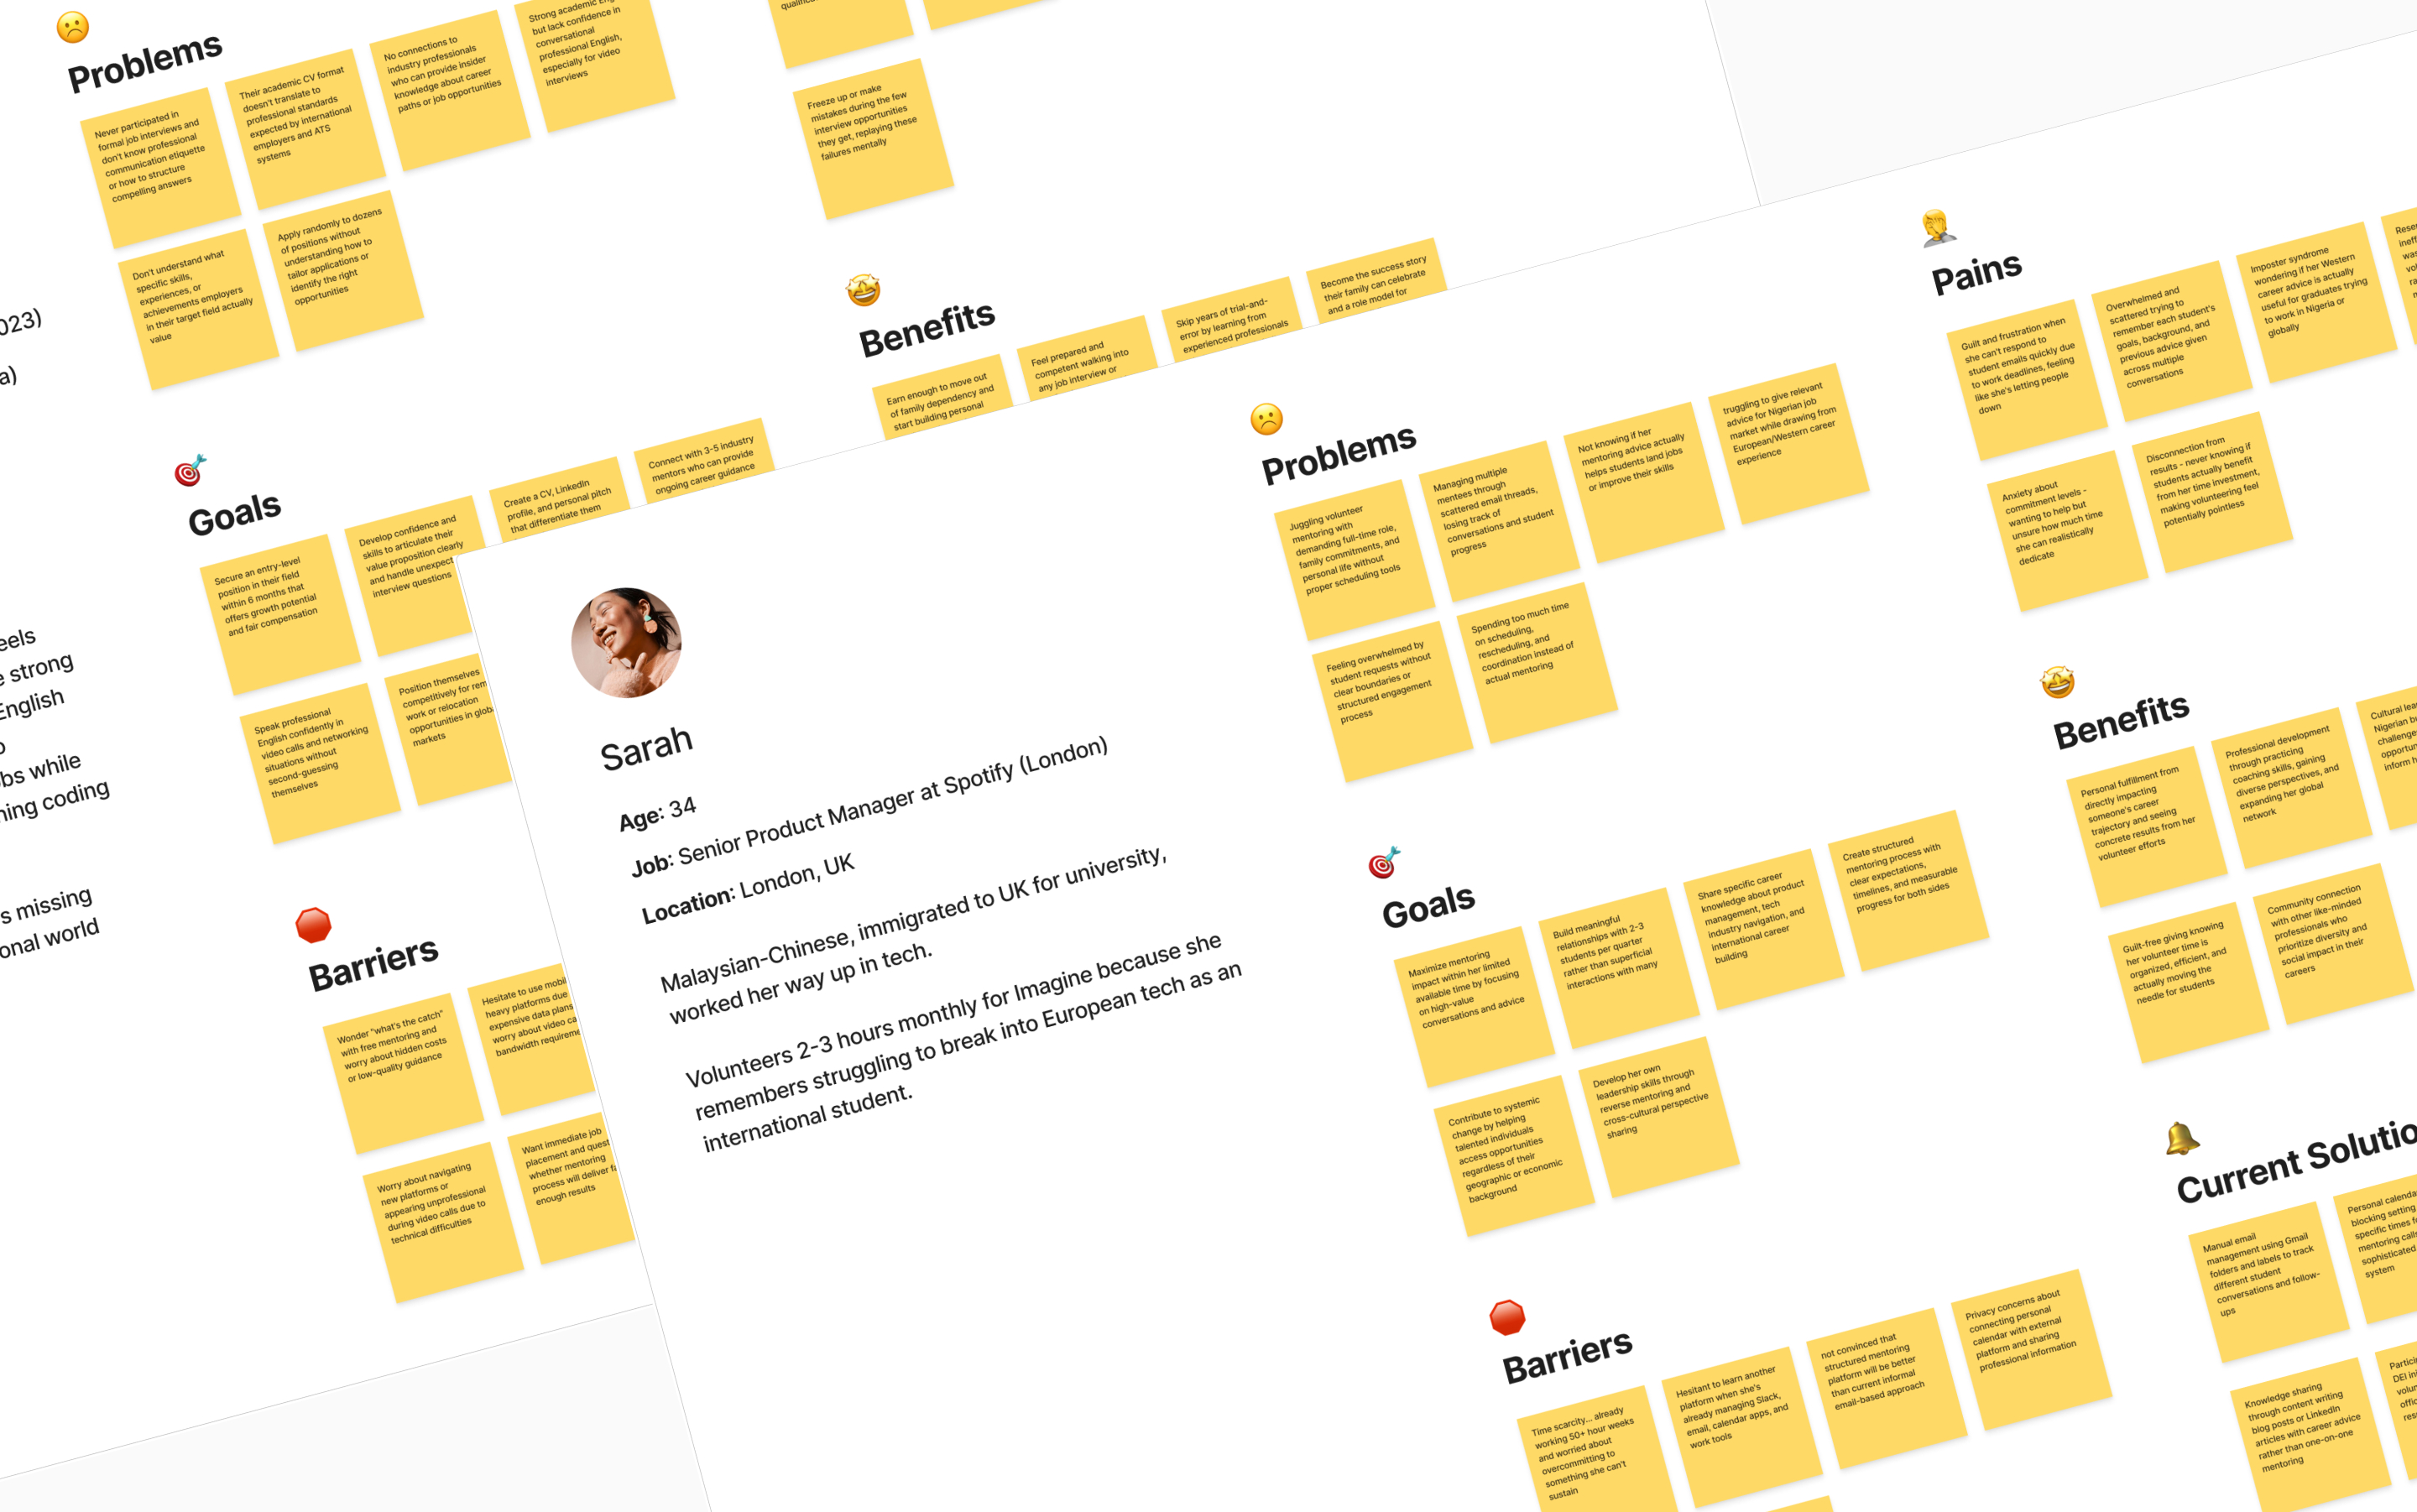 Problems
Never participated in
formal job interviews and
don't know professional
communication etiquette
or how to structure
compelling answers
Their academic CV format
doesn't translate to
professional standards
expected by international
employers and ATS
systems
No connections to
industry professionals
who can provide insider
knowledge about career
paths or job opportunities
Strong academic
but lack confidence in
conversational
professional English,
especially for video
interviews
Don't understand what
specific skills,
experiences, or
achievements employers
in their target field actually
value
Apply randomly to dozens
of positions without
understanding how to
tailor applications or
identify the right
opportunities
Freeze up or make
mistakes during the few
interview opportunities
they get, replaying these
failures mentally
Benefits
Earn enough to move out
of family dependency and
start building personal
Feel prepared and
competent walking into
any job interview or
Skip years of trial-and-
error by learning from
experienced professionals
Become the success story
their family can celebrate
and a role model for
023)
a)
eels
e strong
English
o
bs while
ning coding
s missing
onal world
Goals
Secure an entry-level
position in their field
within 6 months that
offers growth potential
and fair compensation
Develop confidence and
skills to articulate their
value proposition clearly
and handle unexpect
interview questions
Create a CV, LinkedIn
profile, and personal pitch
that differentiate them
Connect with 3-5 industry
mentors who can provide
ongoing career guidance
Speak professional
English confidently in
video calls and networking
situations without
second-guessing
themselves
Position themselves
competitively for rem
work or relocation
opportunities in globa
markets
Barriers
Wonder "what's the catch"
with free mentoring and
worry about hidden costs
or low-quality guidance
Hesitate to use mobil
heavy platforms due
expensive data plans
worry about video ca
bandwidth requireme
Worry about navigating
new platforms or
appearing unprofessional
during video calls due to
technical difficulties
Want immediate job
placement and quest
whether mentoring
process will deliver fa
enough results
Sarah
Age: 34
Job: Senior Product Manager at Spotify (London)
Location: London, UK
Malaysian-Chinese, immigrated to UK for university,
worked her way up in tech.
Volunteers 2-3 hours monthly for Imagine because she
remembers struggling to break into European tech as an
international student.
Problems
Juggling volunteer
mentoring with
demanding full-time role,
family commitments, and
personal life without
proper scheduling tools
Managing multiple
mentees through
scattered email threads,
losing track of
conversations and student
progress
Not knowing if her
mentoring advice actually
helps students land jobs
or improve their skills
truggling to give relevant
advice for Nigerian job
market while drawing from
European/Western career
experience
Feeling overwhelmed by
student requests without
clear boundaries or
structured engagement
process
Spending too much time
on scheduling,
rescheduling, and
coordination instead of
actual mentoring
Goals
Maximize mentoring
impact within her limited
available time by focusing
on high-value
conversations and advice
Build meaningful
relationships with 2-3
students per quarter
rather than superficial
interactions with many
Share specific career
knowledge about product
management, tech
industry navigation, and
international career
building
Create structured
mentoring process with
clear expectations,
timelines, and measurable
progress for both sides
Contribute to systemic
change by helping
talented individuals
access opportunities
regardless of their
geographic or economic
background
Develop her own
leadership skills through
reverse mentoring and
cross-cultural perspective
sharing
Barriers
Time scarcity... already
working 50+ hour weeks
and worried about
overcommitting to
something she can't
sustain
Hesitant to learn another
platform when she's
already managing Slack,
email, calendar apps, and
work tools
not convinced that
structured mentoring
platform will be better
than current informal
email-based approach
Privacy concerns about
connecting personal
calendar with external
platform and sharing
professional information
Pains
Guilt and frustration when
she can't respond to
student emails quickly due
to work deadlines, feeling
like she's letting people
down
Overwhelmed and
scattered trying to
remember each student's
goals, background, and
previous advice given
across multiple
conversations
Imposter syndrome
wondering if her Western
career advice is actually
useful for graduates trying
to work in Nigeria or
globally
Anxiety about
commitment levels -
wanting to help but
unsure how much time
she can realistically
dedicate
Disconnection from
results - never knowing if
students actually benefit
from her time investment,
making volunteering feel
potentially pointless
Benefits
Personal fulfillment from
directly impacting
someone's career
trajectory and seeing
concrete results from her
volunteer efforts
Professional development
through practicing
coaching skills, gaining
diverse perspectives, and
expanding her global
network
Cultural lea
Nigerian bu
challenge
opportun
inform h
Guilt-free giving knowing
her volunteer time is
organized, efficient, and
actually moving the
needle for students
Community connection
with other like-minded
professionals who
prioritize diversity and
social impact in their
careers
Current Solutio
Manual email
management using Gmail
folders and labels to track
different student
conversations and follow-
ups
Personal calenda
blocking setting
specific times f
mentoring calls
sophisticated
system
Knowledge sharing
through content writing
blog posts or LinkedIn
articles with career advice
rather than one-on-one
mentoring
Partici
DEI ini
volu
offic
res